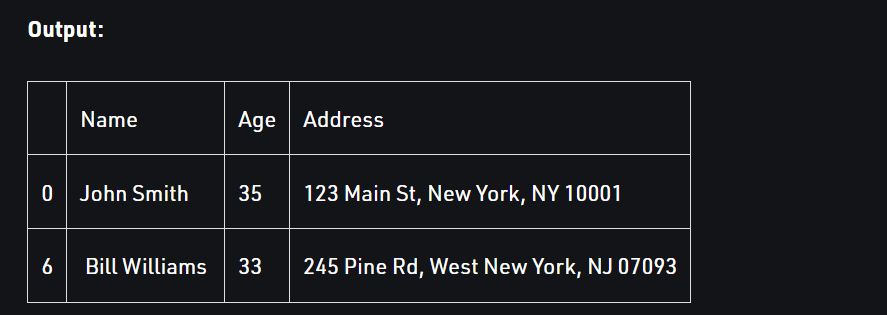 Output:
Name Age Address
0 John Smith 35 123 Main St, New York, NY 10001
6 Bill Williams 33 245 Pine Rd, West New York, NJ 07093